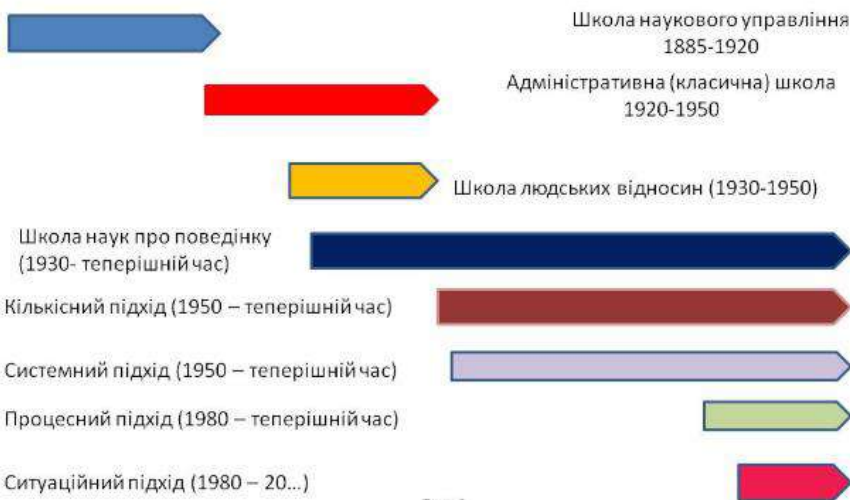 Школа наукового управління
1885-1920
Адміністративна (класична) школа
1920-1950
Школа людських відносин (1930-1950)
Школа наук про поведінку
(1930- теперішній час)
Кількісний підхід (1950 – теперішній час)
Системний підхід (1950 – теперішній час)
Процесний підхід (1980 – теперішній час)
Ситуаційний підхід (1980 – 20...)